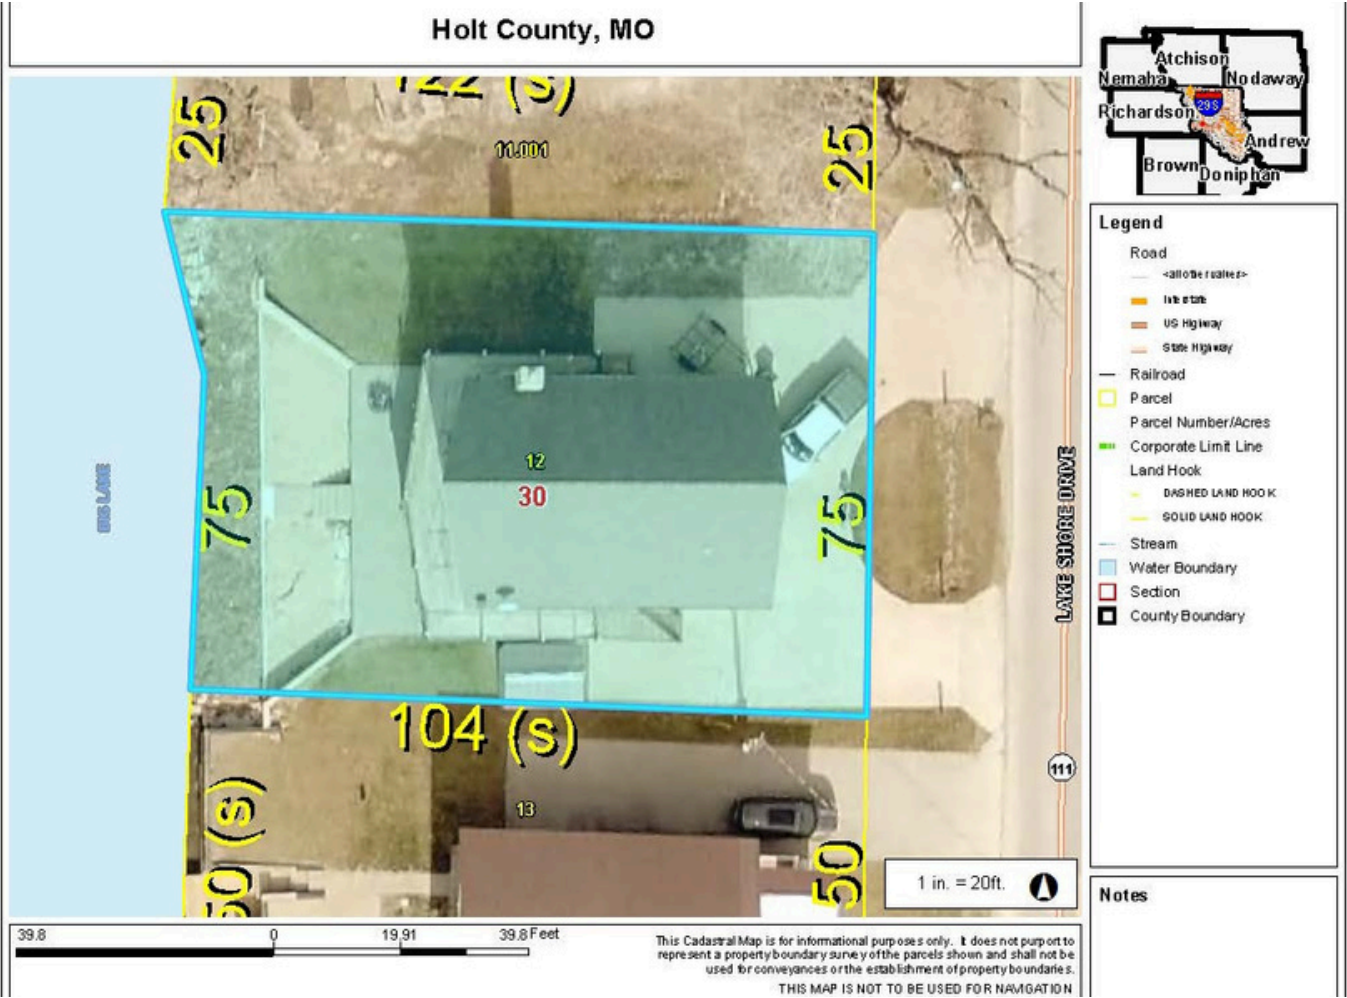 Holt County, MO
Atchison
Nemaha
Nodaway
Richardson
29S
Andrew
Brown
Doniphan
122 (s)
25
25
11.001
12
30
75
75
104 (s)
13
50 (s)
50
LAKE SHORE DRIVE
111
1 in. = 20ft.
Legend
Road
Interstate
US Highway
State Highway
Railroad
Parcel
Parcel Number/Acres
Corporate Limit Line
Land Hook
DASHED LAND HOOK
SOLID LAND HOOK
Stream
Water Boundary
Section
County Boundary
Notes
39.8 0 19.91 39.8 Feet
This Cadastral Map is for informational purposes only. It does not purport to
represent a property boundary survey of the parcels shown and shall not be
used for conveyances or the establishment of property boundaries.
THIS MAP IS NOT TO BE USED FOR NAVIGATION